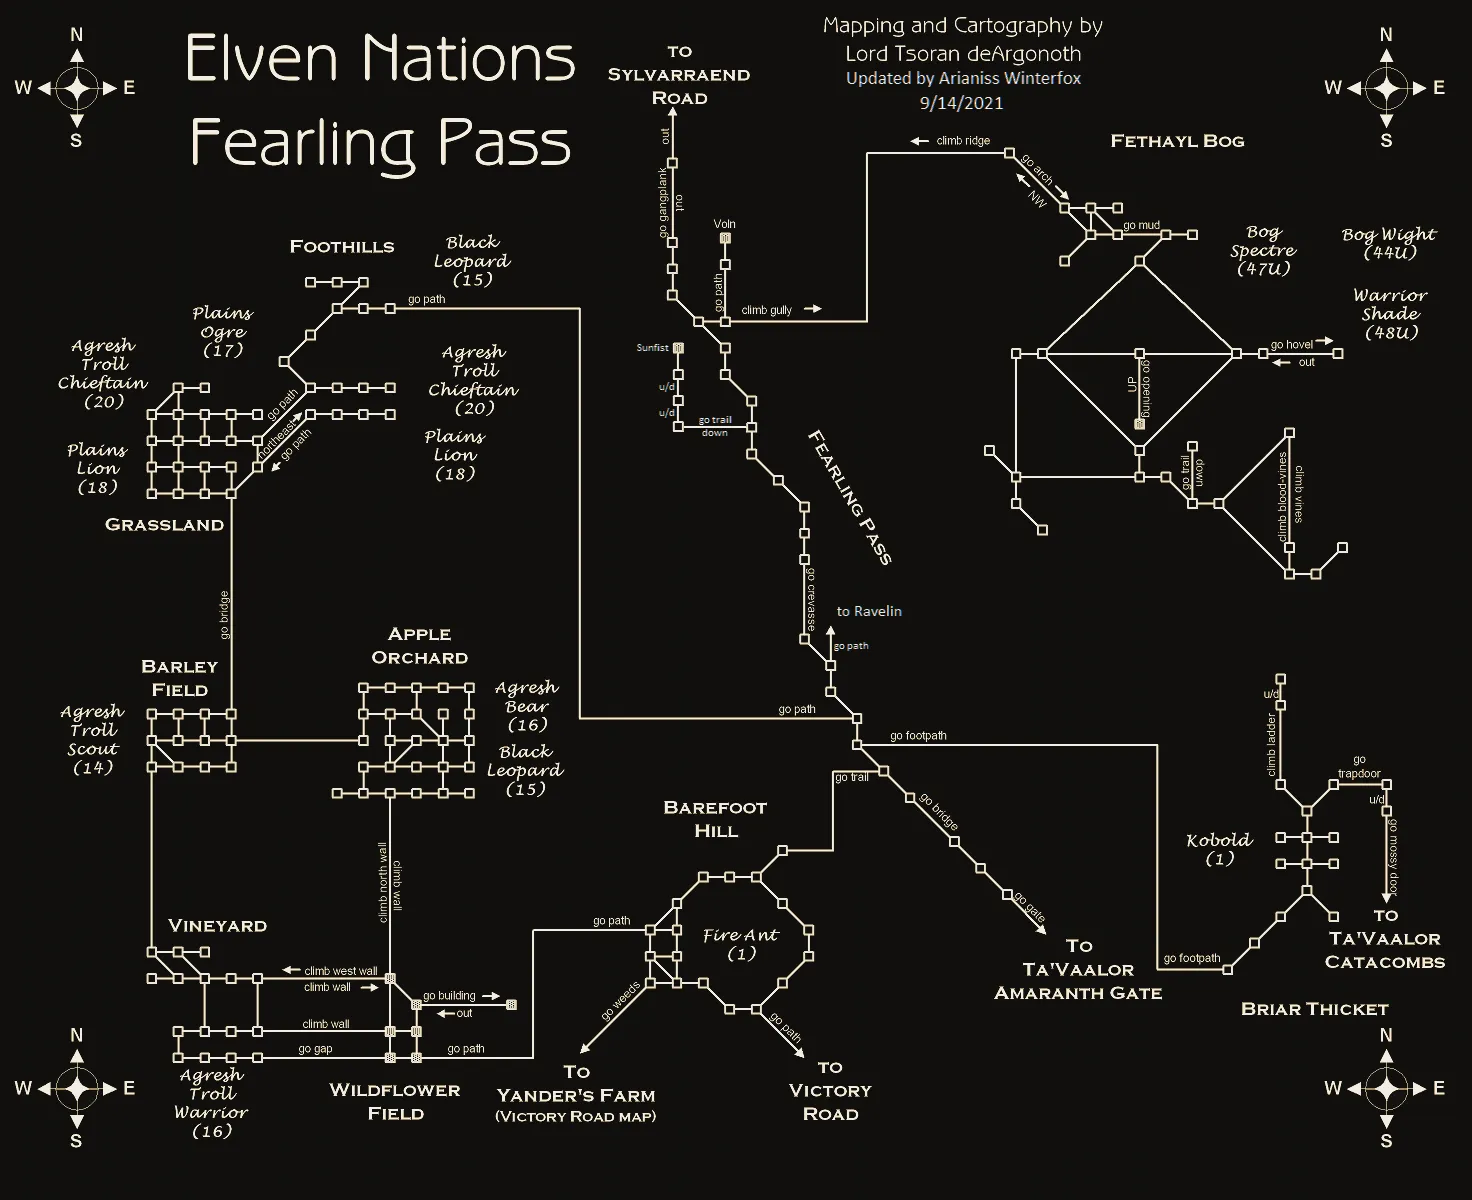 Elven Nations
Fearling Pass
Mapping and Cartography by
Lord Tsoran deArgonoth
Updated by Arianiss Winterfox
9/14/2021
N
W
E
S
N
W
E
S
TO
SYLVARRAEND
ROAD
out
go gangplank
out
Voln
go path
climb gully
climb ridge
FETHAYL BOG
go arch
NW
go mud
Bog
Spectre
(47U)
Bog Wight
(44U)
Warrior
Shade
(48U)
go hovel
out
go opening
UP
go trail
down
climb blood-vines
climb vines
FOOTHILLS
Black
Leopard
(15)
go path
Plains
Ogre
(17)
Agresh
Troll
Chieftain
(20)
Agresh
Troll
Chieftain
(20)
Plains
Lion
(18)
Plains
Lion
(18)
go path
northeast
go path
GRASSLAND
Sunfist
u/d
u/d
go trail
down
FEARLING PASS
go crevasse
to Ravelin
go path
go bridge
BARLEY
FIELD
Agresh
Troll
Scout
(14)
APPLE
ORCHARD
Agresh
Bear
(16)
Black
Leopard
(15)
go path
go footpath
go trail
go bridge
go gate
TO
TA'VAALOR
AMARANTH GATE
u/d
climb ladder
go
trapdoor
u/d
go mossy door
Kobold
(1)
TO
TA'VAALOR
CATACOMBS
go footpath
BRIAR THICKET
BAREFOOT
HILL
Fire Ant
(1)
go path
go weeds
go path
TO
YANDER'S FARM
(VICTORY ROAD MAP)
TO
VICTORY
ROAD
climb north wall
climb wall
VINEYARD
climb west wall
climb wall
go building
out
climb wall
go gap
go path
Agresh
Troll
Warrior
(16)
WILDFLOWER
FIELD
N
W
E
S
N
W
E
S